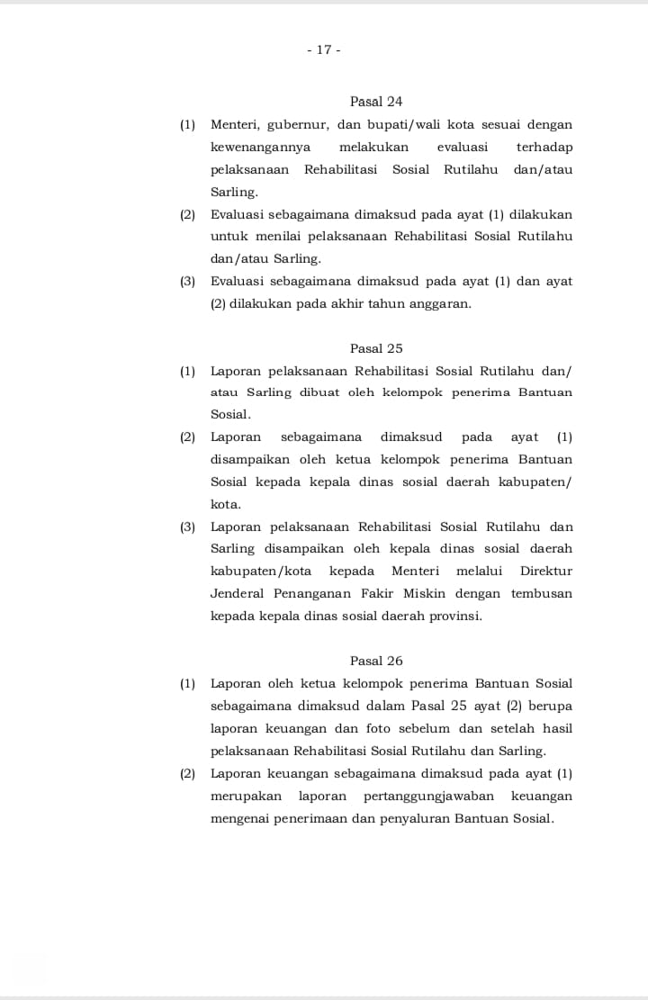 - 17 -
Pasal 24
(1) Menteri, gubernur, dan bupati/wali kota sesuai dengan
kewenangannya melakukan evaluasi terhadap
pelaksanaan Rehabilitasi Sosial Rutilahu dan/atau
Sarling.
(2) Evaluasi sebagaimana dimaksud pada ayat (1) dilakukan
untuk menilai pelaksanaan Rehabilitasi Sosial Rutilahu
dan/atau Sarling.
(3) Evaluasi sebagaimana dimaksud pada ayat (1) dan ayat
(2) dilakukan pada akhir tahun anggaran.
Pasal 25
(1) Laporan pelaksanaan Rehabilitasi Sosial Rutilahu dan/
atau Sarling dibuat oleh kelompok penerima Bantuan
Sosial.
(2) Laporan sebagaimana dimaksud pada ayat (1)
disampaikan oleh ketua kelompok penerima Bantuan
Sosial kepada kepala dinas sosial daerah kabupaten/
kota.
(3) Laporan pelaksanaan Rehabilitasi Sosial Rutilahu dan
Sarling disampaikan oleh kepala dinas sosial daerah
kabupaten/kota kepada Menteri melalui Direktur
Jenderal Penanganan Fakir Miskin dengan tembusan
kepada kepala dinas sosial daerah provinsi.
Pasal 26
(1) Laporan oleh ketua kelompok penerima Bantuan Sosial
sebagaimana dimaksud dalam Pasal 25 ayat (2) berupa
laporan keuangan dan foto sebelum dan setelah hasil
pelaksanaan Rehabilitasi Sosial Rutilahu dan Sarling.
(2) Laporan keuangan sebagaimana dimaksud pada ayat (1)
merupakan laporan pertanggungjawaban keuangan
mengenai penerimaan dan penyaluran Bantuan Sosial.